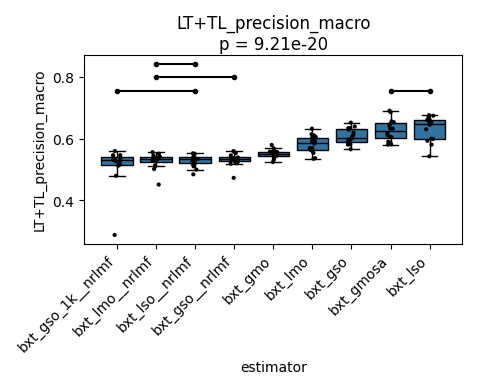 LT+TL_precision_macro
p = 9.21e-20
LT+TL_precision_macro
0.8
0.6
0.4
bxt_gso_1k__nrlmf
bxt_lmo__nrlmf
bxt_lso__nrlmf
bxt_gso__nrlmf
bxt_gmo
bxt_lmo
bxt_gso
bxt_gmosa
bxt_lso
estimator